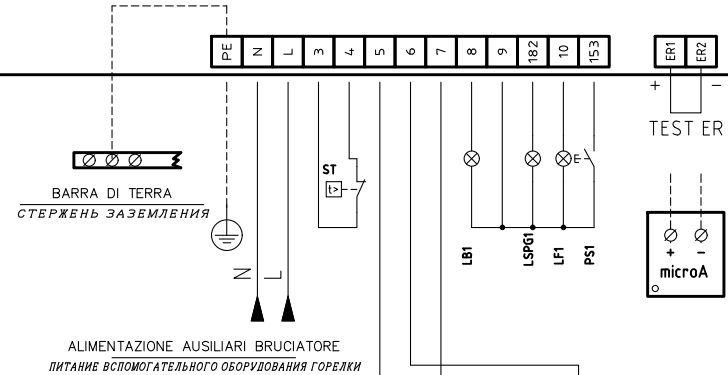 PE N L 3 4 5 6 7 8 9 182 10 153 ER1 ER2
+ −
TEST ER
ST
t>
E
BARRA DI TERRA
СТЕРЖЕНЬ ЗАЗЕМЛЕНИЯ
N L
LB1 LSPG1 LF1 PS1
+ −
microA
ALIMENTAZIONE AUSILIARI BRUCIATORE
ПИТАНИЕ ВСПОМОГАТЕЛЬНОГО ОБОРУДОВАНИЯ ГОРЕЛКИ